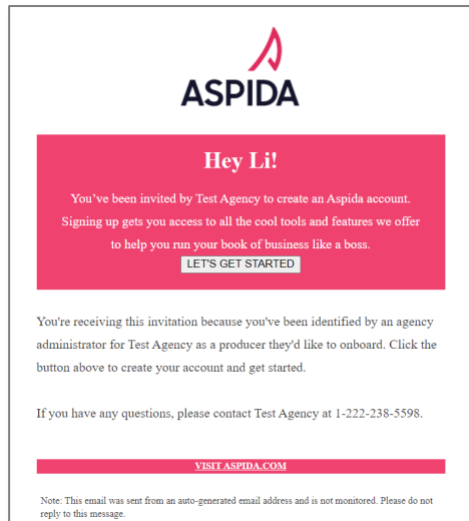 ASPIDA
Hey Li!
You've been invited by Test Agency to create an Aspida account.
Signing up gets you access to all the cool tools and features we offer
to help you run your book of business like a boss.
LET'S GET STARTED
You're receiving this invitation because you've been identified by an agency
administrator for Test Agency as a producer they'd like to onboard. Click the
button above to create your account and get started.
If you have any questions, please contact Test Agency at 1-222-238-5598.
VISIT ASPIDA.COM
Note: This email was sent from an auto-generated email address and is not monitored. Please do not
reply to this message.